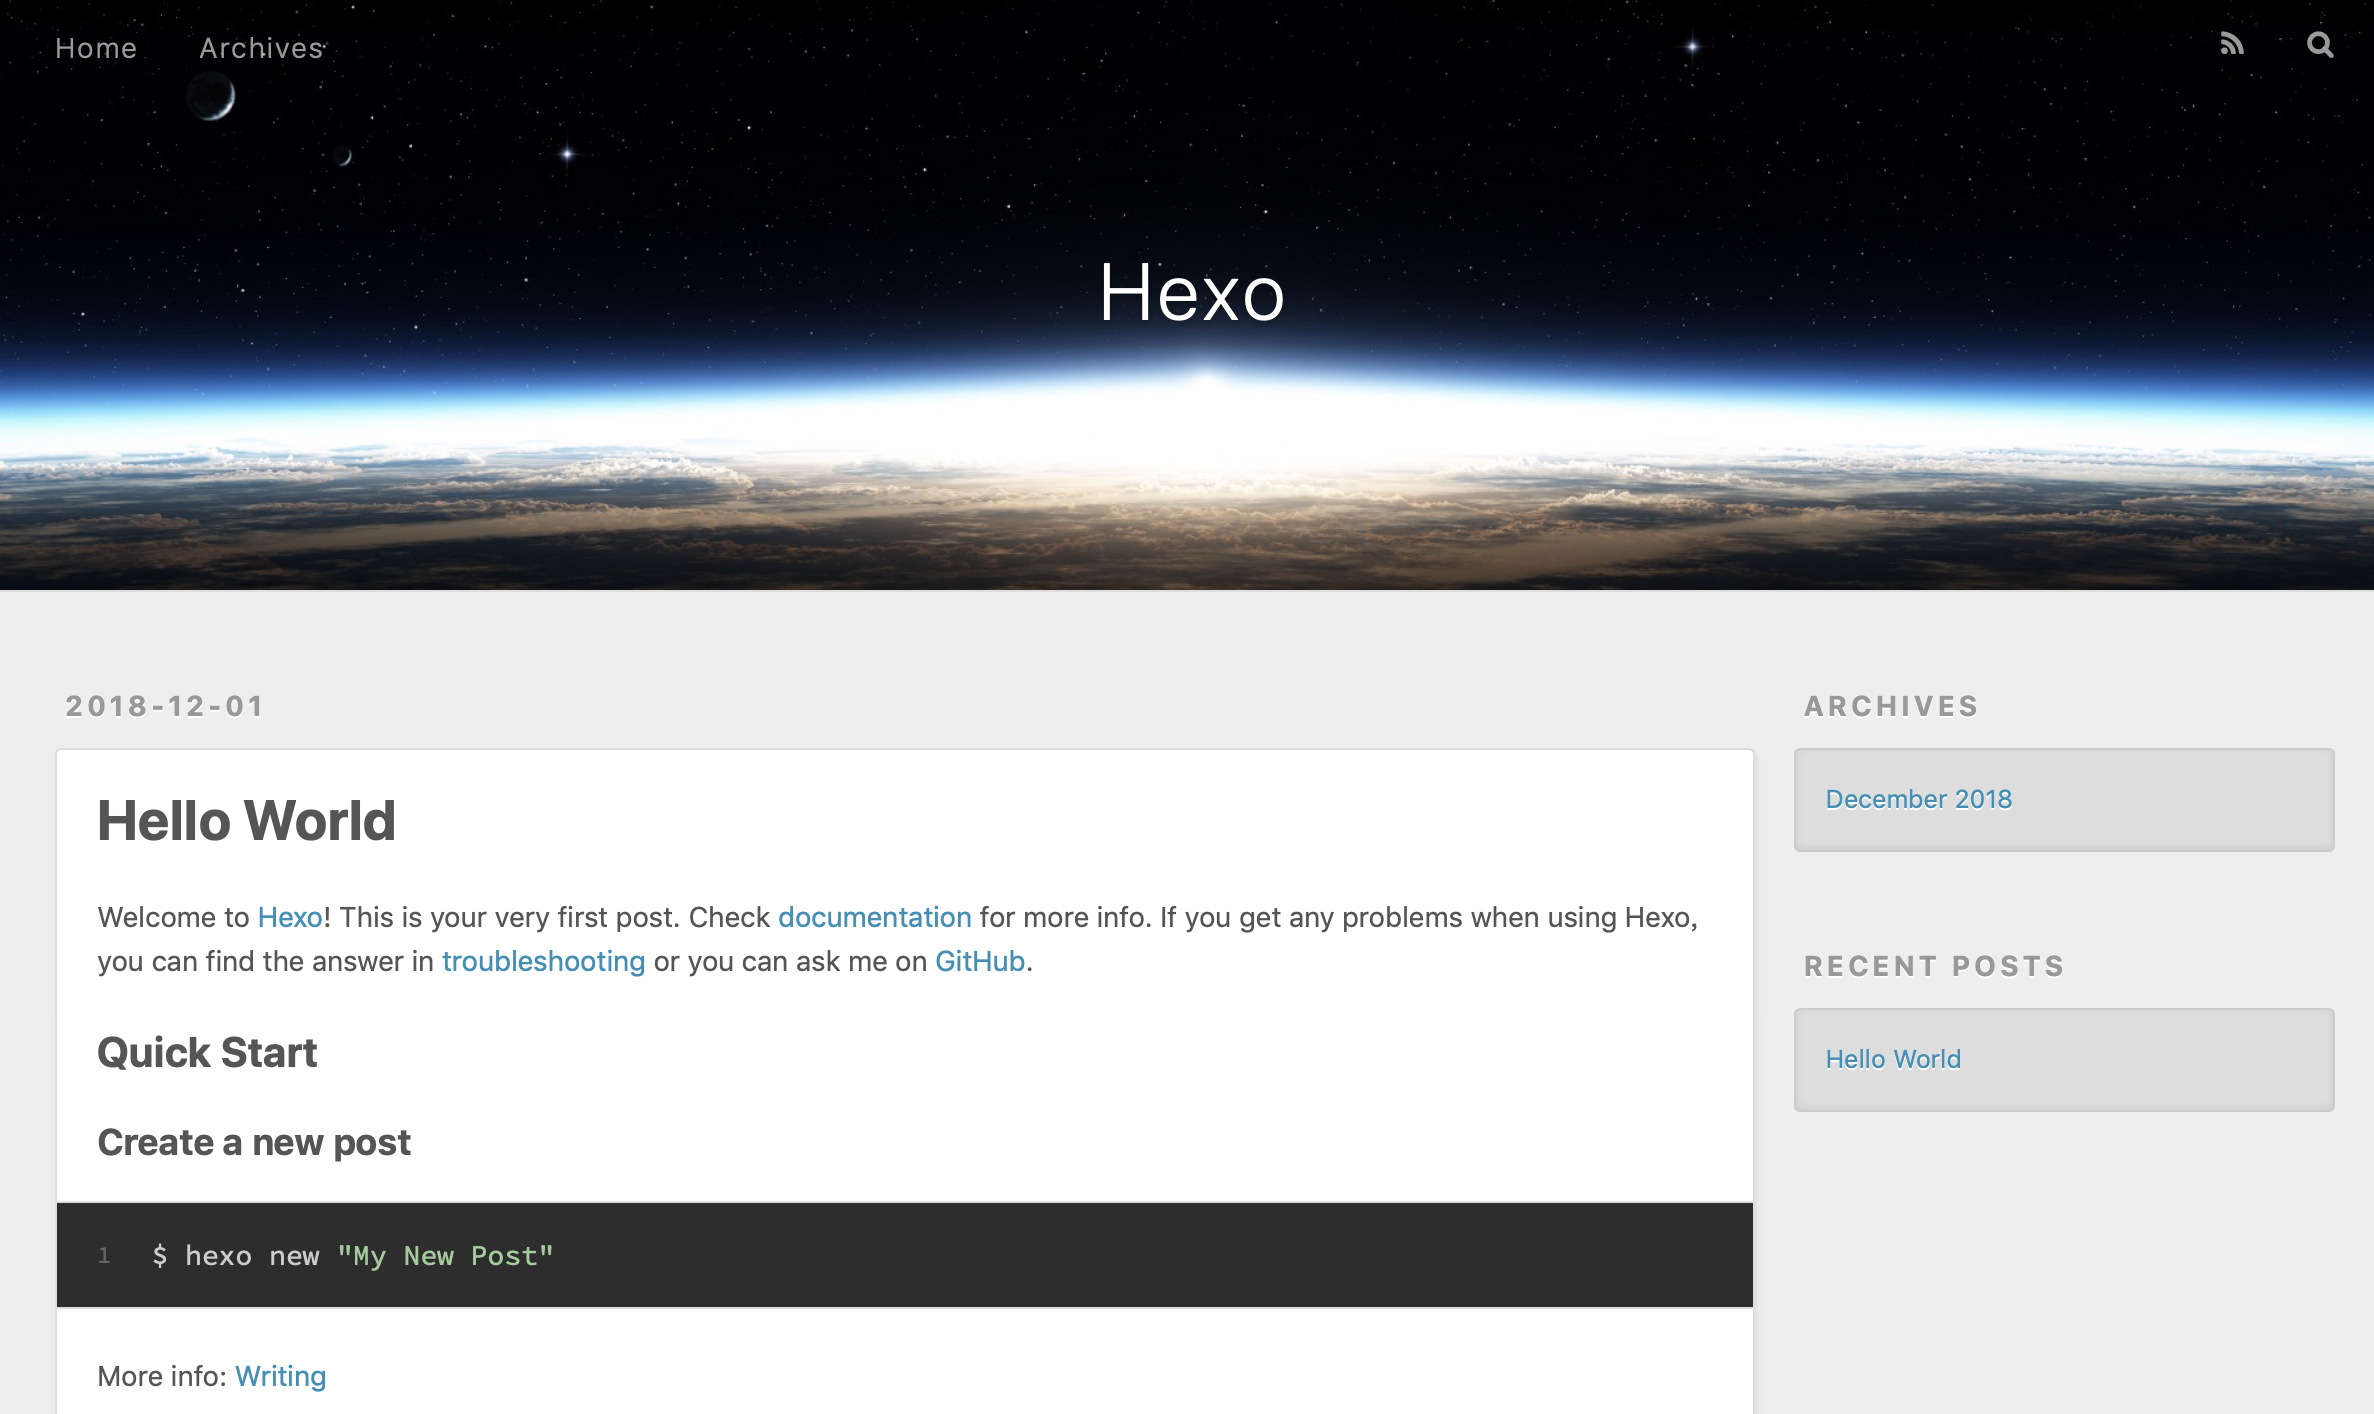 Home Archives
Hexo
2018-12-01
Hello World
Welcome to Hexo! This is your very first post. Check documentation for more info. If you get any problems when using Hexo,
you can find the answer in troubleshooting or you can ask me on GitHub.
Quick Start
Create a new post
1 $ hexo new "My New Post"
More info: Writing
ARCHIVES
December 2018
RECENT POSTS
Hello World